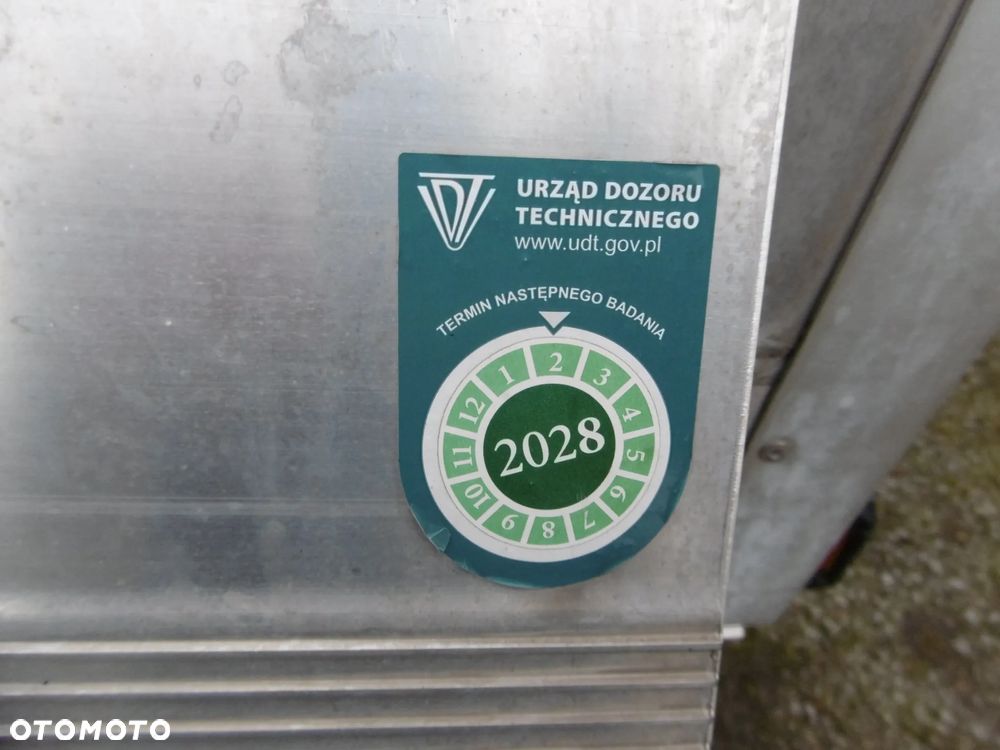 UDT
URZĄD DOZORU
TECHNICZNEGO
www.udt.gov.pl
TERMIN NASTĘPNEGO BADANIA
1 2 3 4 5 6 7 8 9 10 11 12
2028
OTOMOTO